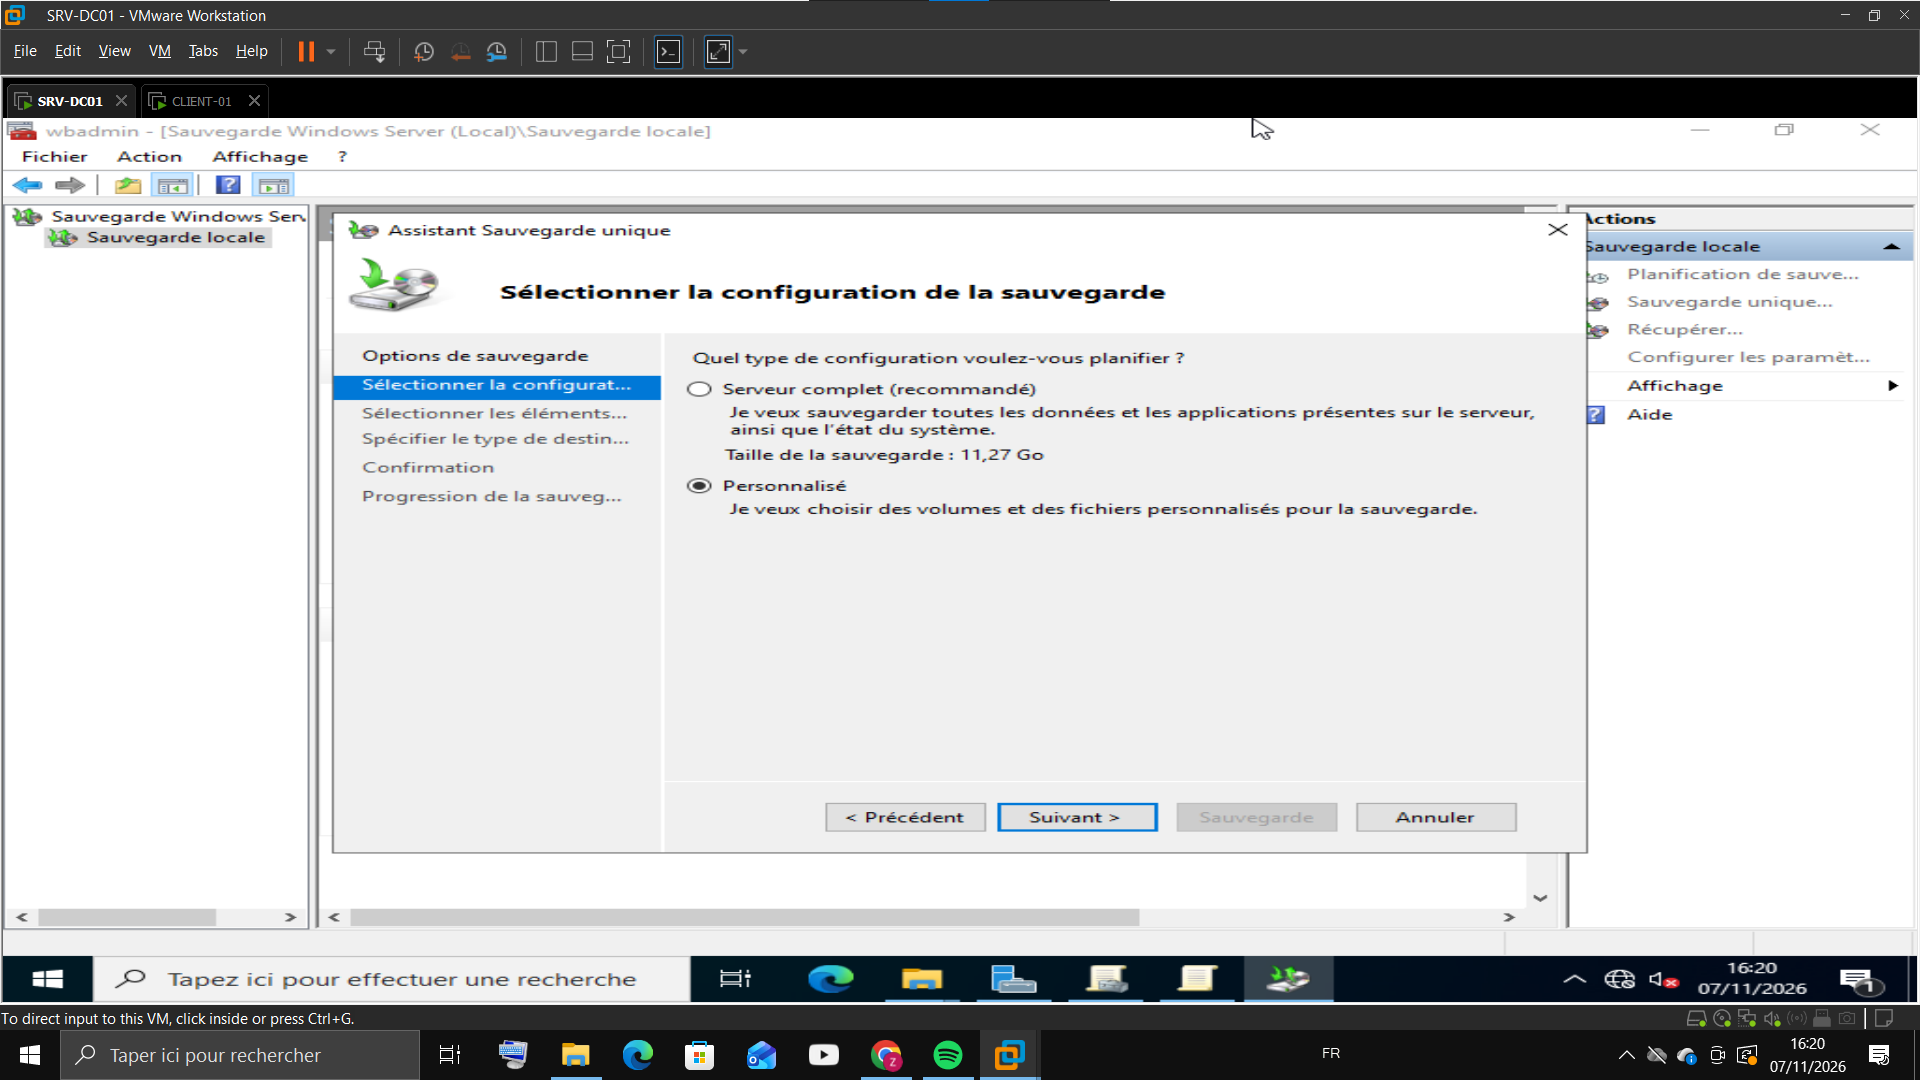 SRV-DC01 - VMware Workstation
File Edit View VM Tabs Help
SRV-DC01 CLIENT-01
wbadmin - [Sauvegarde Windows Server (Local)\Sauvegarde locale]
Fichier Action Affichage ?
Sauvegarde Windows Ser
Sauvegarde locale
Assistant Sauvegarde unique
Sélectionner la configuration de la sauvegarde
Options de sauvegarde
Sélectionner la configurat...
Sélectionner les éléments...
Spécifier le type de destin...
Confirmation
Progression de la sauveg...
Quel type de configuration voulez-vous planifier ?
Serveur complet (recommandé)
Je veux sauvegarder toutes les données et les applications présentes sur le serveur,
ainsi que l'état du système.
Taille de la sauvegarde : 11,27 Go
Personnalisé
Je veux choisir des volumes et des fichiers personnalisés pour la sauvegarde.
< Précédent Suivant > Sauvegarde Annuler
Actions
Sauvegarde locale
Planification de sauve...
Sauvegarde unique...
Récupérer...
Configurer les paramèt...
Affichage
Aide
Tapez ici pour effectuer une recherche
16:20
07/11/2026
1
To direct input to this VM, click inside or press Ctrl+G.
Taper ici pour rechercher
FR
16:20
07/11/2026